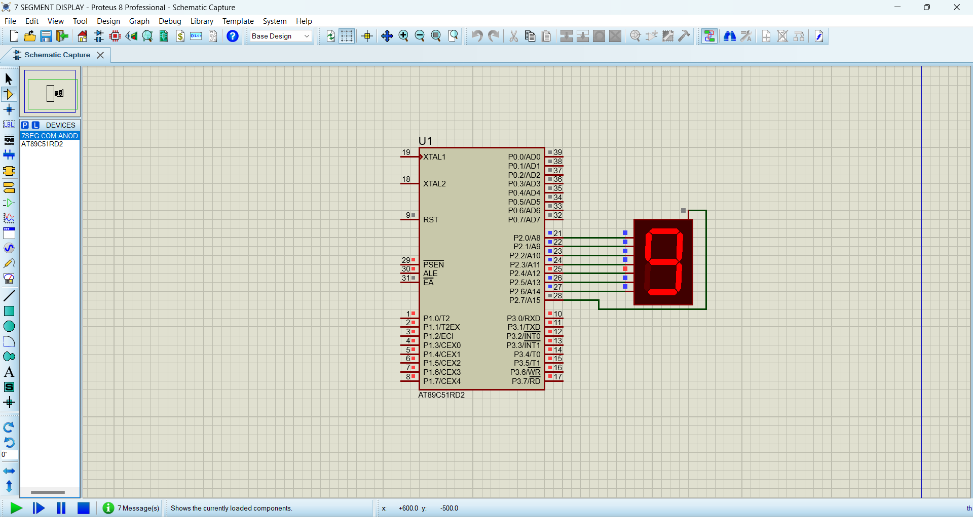 7 SEGMENT DISPLAY - Proteus 8 Professional - Schematic Capture
File Edit View Tool Design Graph Debug Library Template System Help
Base Design
Schematic Capture
P L DEVICES
7SEG COM ANOD
AT89C51RD2
LBL
A
0°
U1
19 XTAL1 P0.0/AD0 39
P0.1/AD1 38
P0.2/AD2 37
18 XTAL2 P0.3/AD3 36
P0.4/AD4 35
P0.5/AD5 34
P0.6/AD6 33
9 RST P0.7/AD7 32
P2.0/A8 21
P2.1/A9 22
P2.2/A10 23
29 PSEN P2.3/A11 24
30 ALE P2.4/A12 25
31 EA P2.5/A13 26
P2.6/A14 27
P2.7/A15 28
1 P1.0/T2 P3.0/RXD 10
2 P1.1/T2EX P3.1/TXD 11
3 P1.2/ECI P3.2/INT0 12
4 P1.3/CEX0 P3.3/INT1 13
5 P1.4/CEX1 P3.4/T0 14
6 P1.5/CEX2 P3.5/T1 15
7 P1.6/CEX3 P3.6/WR 16
8 P1.7/CEX4 P3.7/RD 17
AT89C51RD2
9
7 Message(s) Shows the currently loaded components. x +600.0 y -500.0 th